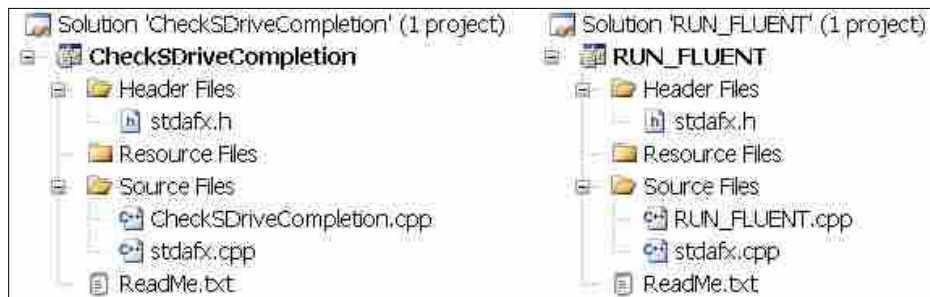 Solution 'CheckSDriveCompletion' (1 project)
CheckSDriveCompletion
Header Files
stdafx.h
Resource Files
Source Files
CheckSDriveCompletion.cpp
stdafx.cpp
ReadMe.txt
Solution 'RUN_FLUENT' (1 project)
RUN_FLUENT
Header Files
stdafx.h
Resource Files
Source Files
RUN_FLUENT.cpp
stdafx.cpp
ReadMe.txt